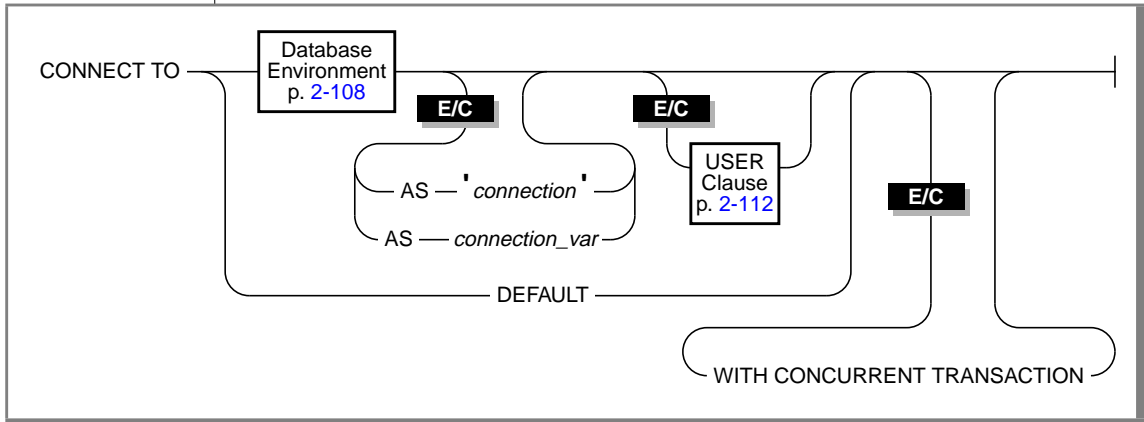 CONNECT TO
Database
Environment
p. 2-108
E/C
AS
'connection'
AS
connection_var
E/C
USER
Clause
p. 2-112
E/C
DEFAULT
WITH CONCURRENT TRANSACTION